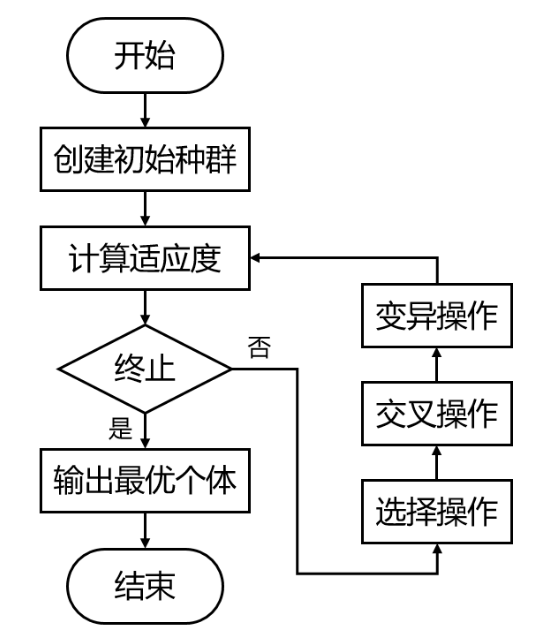 开始
创建初始种群
计算适应度
终止
否
是
输出最优个体
结束
变异操作
交叉操作
选择操作